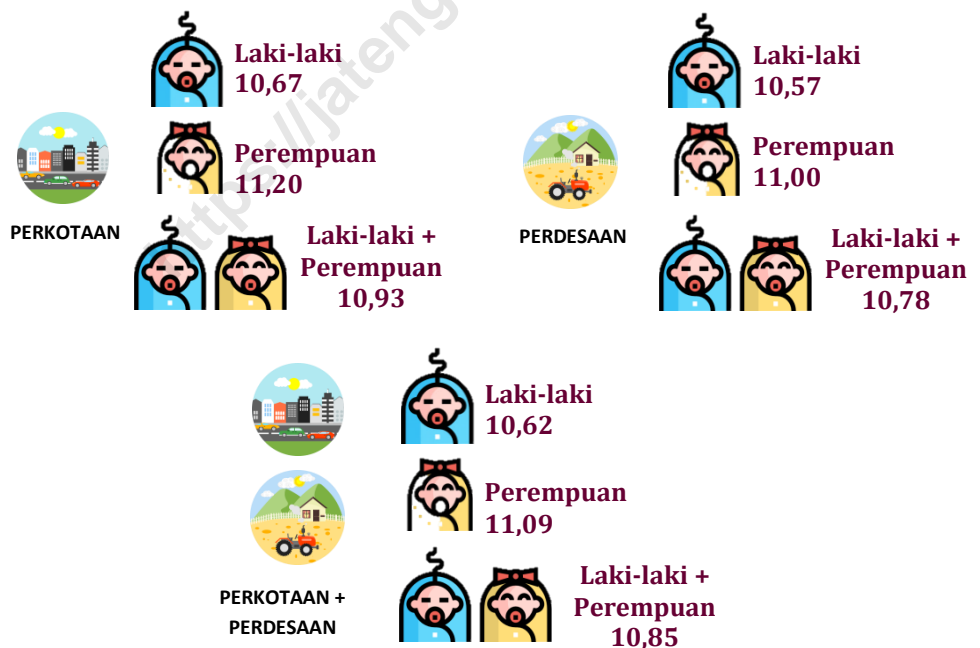 Laki-laki
10,67
Perempuan
11,20
PERKOTAAN
Laki-laki +
Perempuan
10,93
Laki-laki
10,57
Perempuan
11,00
PERDESAAN
Laki-laki +
Perempuan
10,78
Laki-laki
10,62
Perempuan
11,09
PERKOTAAN +
PERDESAAN
Laki-laki +
Perempuan
10,85
https://jateng